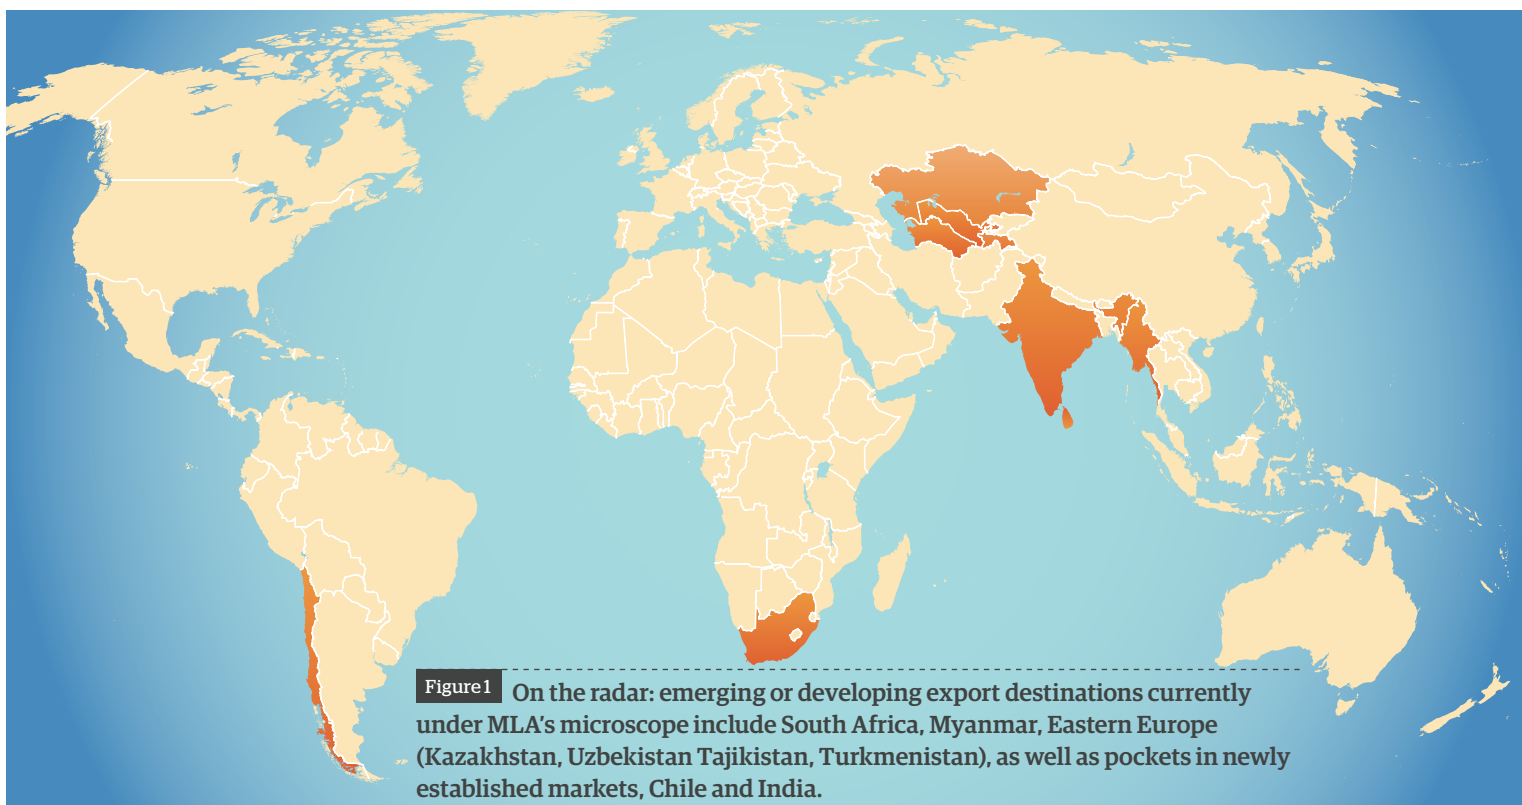 Figure 1 On the radar: emerging or developing export destinations currently
under MLA's microscope include South Africa, Myanmar, Eastern Europe
(Kazakhstan, Uzbekistan Tajikistan, Turkmenistan), as well as pockets in newly
established markets, Chile and India.